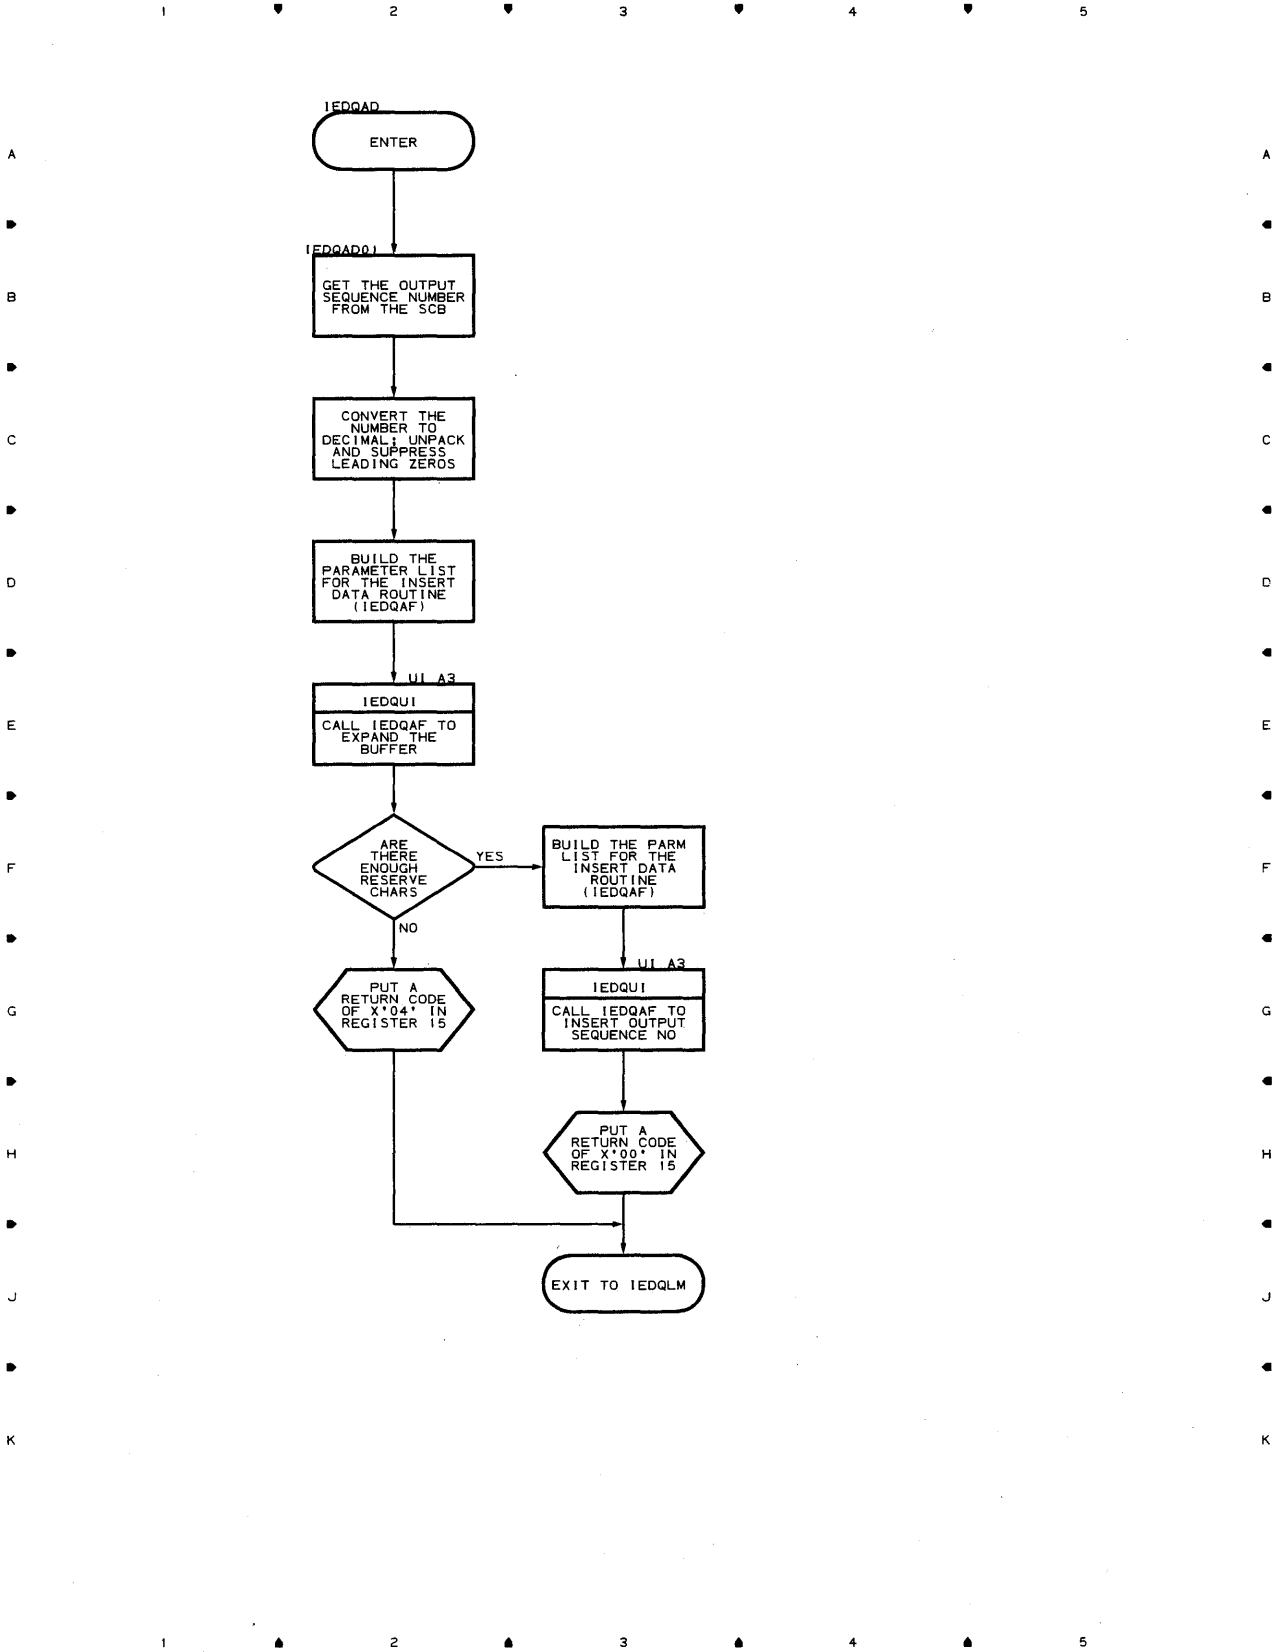 1 2 3 4 5
IEDQAD
ENTER
A A
IEDQAD01
GET THE OUTPUT
SEQUENCE NUMBER
FROM THE SCB
B B
CONVERT THE
NUMBER TO
DECIMAL; UNPACK
AND SUPPRESS
LEADING ZEROS
C C
BUILD THE
PARAMETER LIST
FOR THE INSERT
DATA ROUTINE
(IEDQAF)
D D
UI A3
IEDQUI
CALL IEDQAF TO
EXPAND THE
BUFFER
E E
ARE
THERE
ENOUGH
RESERVE
CHARS
YES
BUILD THE PARM
LIST FOR THE
INSERT DATA
ROUTINE
(IEDQAF)
F F
NO
PUT A
RETURN CODE
OF X'04' IN
REGISTER 15
UI A3
IEDQUI
CALL IEDQAF TO
INSERT OUTPUT
SEQUENCE NO
G G
PUT A
RETURN CODE
OF X'00' IN
REGISTER 15
H H
EXIT TO IEDQLM
J J
K K
1 2 3 4 5